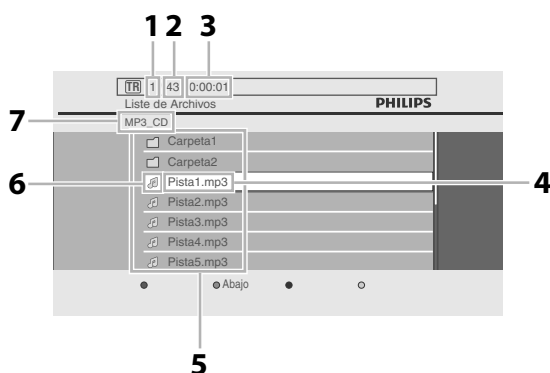 1 2 3
TR 1 43 0:00:01
Liste de Archivos PHILIPS
7 MP3_CD
Carpeta1
Carpeta2
6 Pista1.mp3 4
Pista2.mp3
Pista3.mp3
Pista4.mp3
Pista5.mp3
Abajo
5